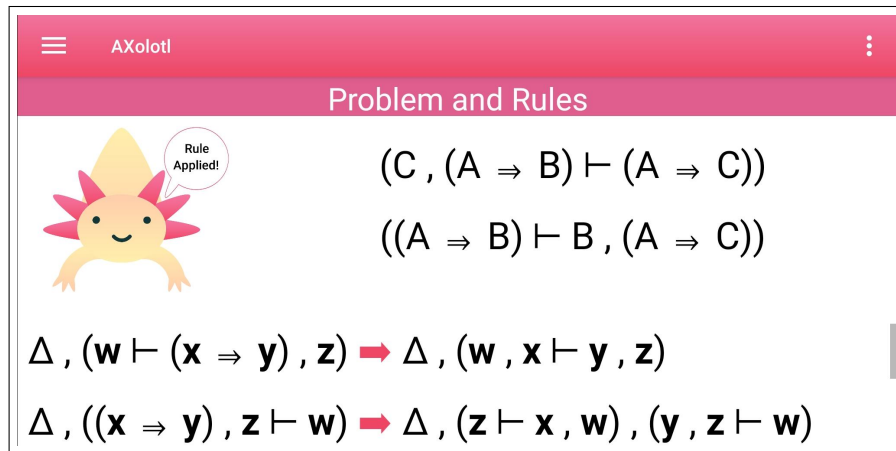 AXolotl
Problem and Rules
Rule
Applied!
(C , (A ⇒ B) ⊢ (A ⇒ C))
((A ⇒ B) ⊢ B , (A ⇒ C))
Δ , (w ⊢ (x ⇒ y) , z) ➡ Δ , (w , x ⊢ y , z)
Δ , ((x ⇒ y) , z ⊢ w) ➡ Δ , (z ⊢ x , w) , (y , z ⊢ w)